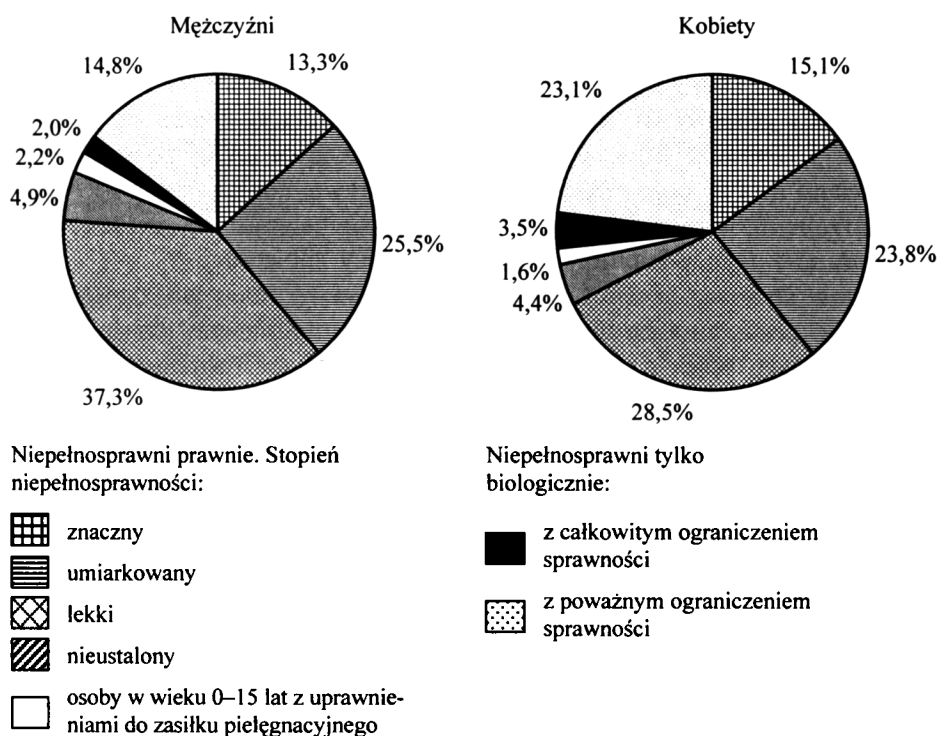 Mężczyźni
14,8%
13,3%
2,0%
2,2%
4,9%
25,5%
37,3%
Kobiety
23,1%
15,1%
3,5%
1,6%
4,4%
23,8%
28,5%
Niepełnosprawni prawnie. Stopień
niepełnosprawności:
znaczny
umiarkowany
lekki
nieustalony
osoby w wieku 0–15 lat z uprawnie-
niami do zasiłku pielęgnacyjnego
Niepełnosprawni tylko
biologicznie:
z całkowitym ograniczeniem
sprawności
z poważnym ograniczeniem
sprawności